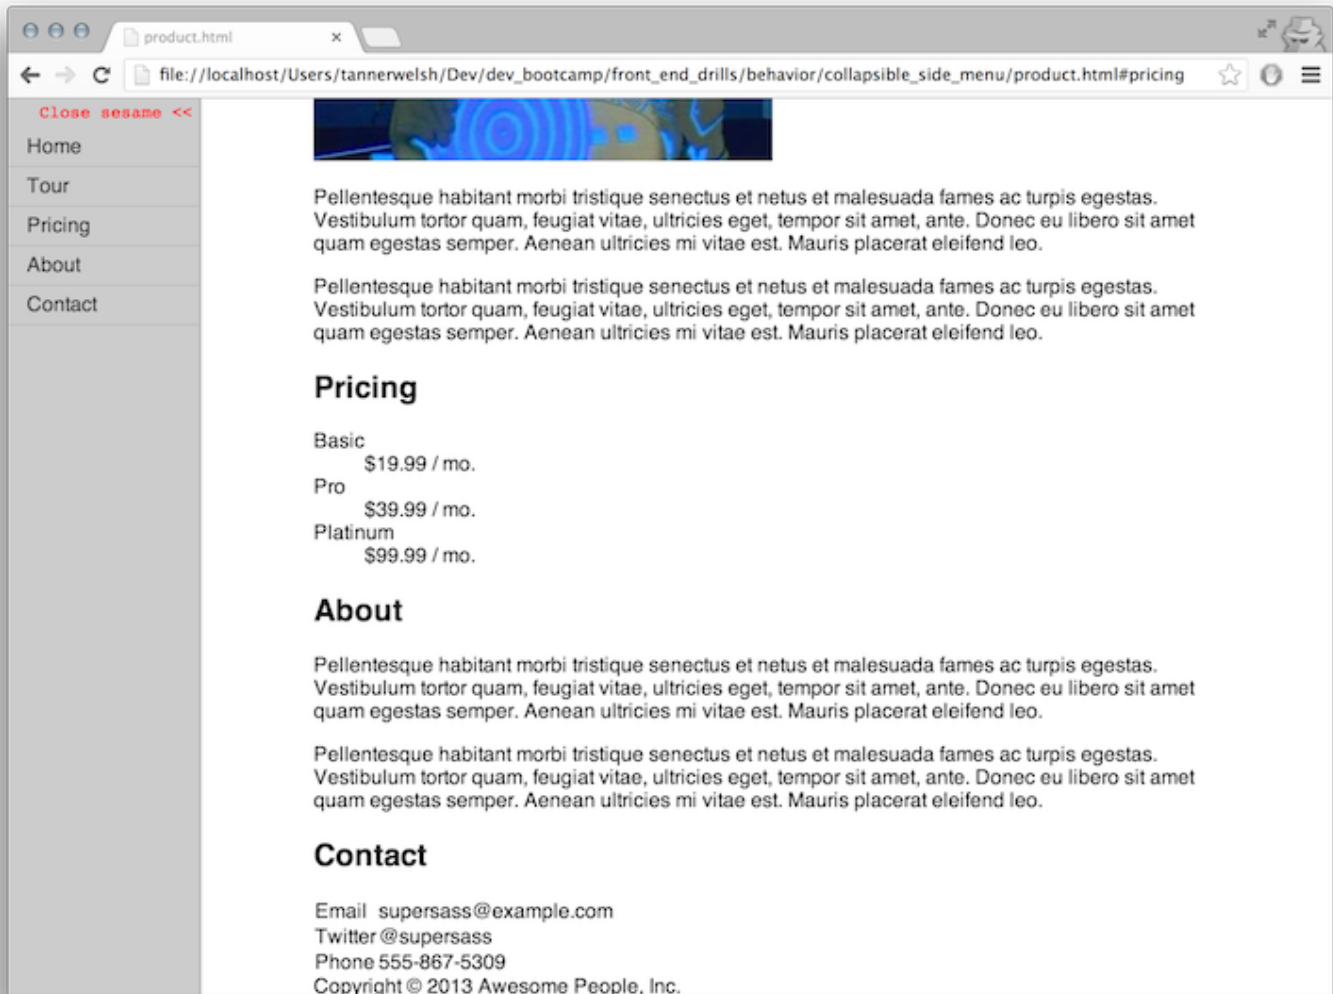 product.html
file://localhost/Users/tannerwelsh/Dev/dev_bootcamp/front_end_drills/behavior/collapsible_side_menu/product.html#pricing
Close sesame <<
Home
Tour
Pricing
About
Contact
Pellentesque habitant morbi tristique senectus et netus et malesuada fames ac turpis egestas.
Vestibulum tortor quam, feugiat vitae, ultricies eget, tempor sit amet, ante. Donec eu libero sit amet
quam egestas semper. Aenean ultricies mi vitae est. Mauris placerat eleifend leo.
Pellentesque habitant morbi tristique senectus et netus et malesuada fames ac turpis egestas.
Vestibulum tortor quam, feugiat vitae, ultricies eget, tempor sit amet, ante. Donec eu libero sit amet
quam egestas semper. Aenean ultricies mi vitae est. Mauris placerat eleifend leo.
Pricing
Basic
$19.99 / mo.
Pro
$39.99 / mo.
Platinum
$99.99 / mo.
About
Pellentesque habitant morbi tristique senectus et netus et malesuada fames ac turpis egestas.
Vestibulum tortor quam, feugiat vitae, ultricies eget, tempor sit amet, ante. Donec eu libero sit amet
quam egestas semper. Aenean ultricies mi vitae est. Mauris placerat eleifend leo.
Pellentesque habitant morbi tristique senectus et netus et malesuada fames ac turpis egestas.
Vestibulum tortor quam, feugiat vitae, ultricies eget, tempor sit amet, ante. Donec eu libero sit amet
quam egestas semper. Aenean ultricies mi vitae est. Mauris placerat eleifend leo.
Contact
Email supersass@example.com
Twitter @supersass
Phone 555-867-5309
Copyright © 2013 Awesome People, Inc.